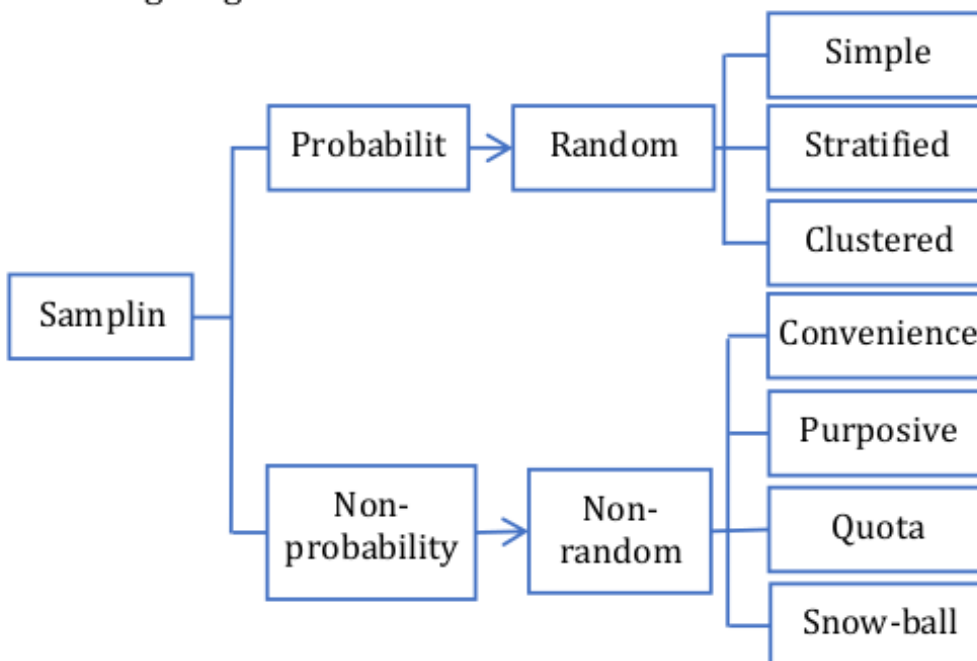 Simple
Probabilit
Random
Stratified
Clustered
Samplin
Convenience
Purposive
Non-
probability
Non-
random
Quota
Snow-ball